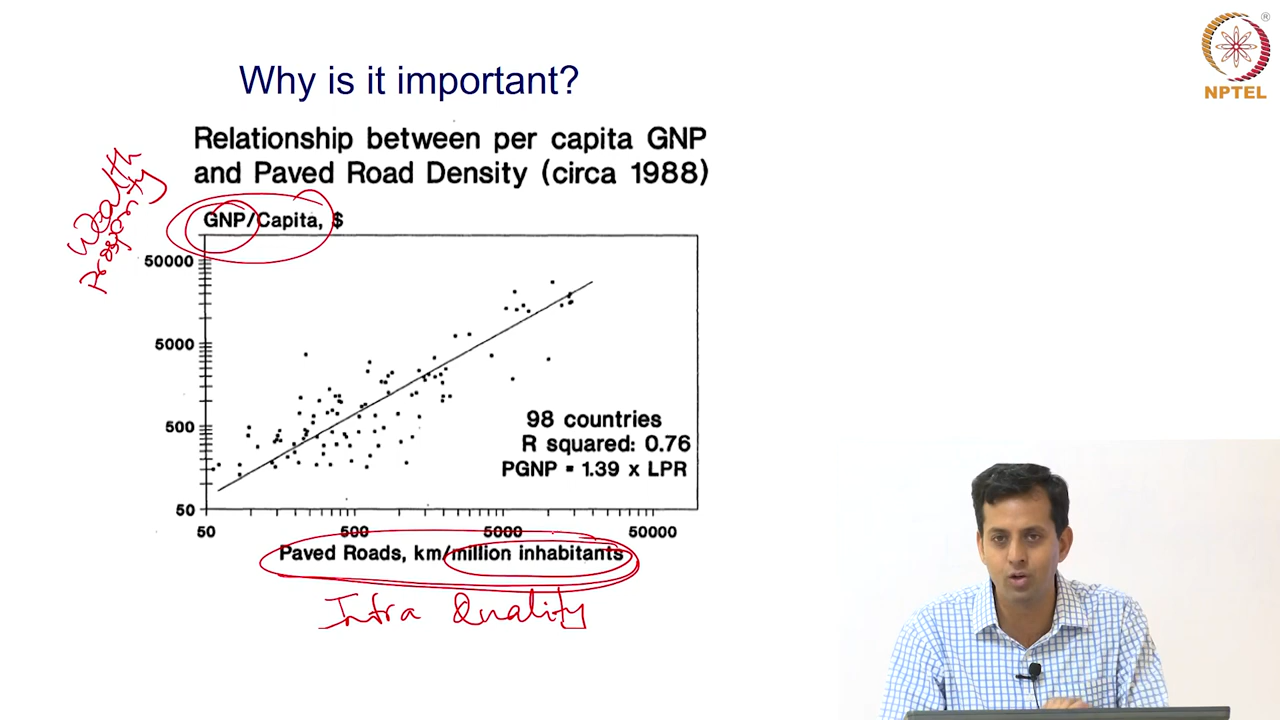 NPTEL
Why is it important?
Relationship between per capita GNP
and Paved Road Density (circa 1988)
Wealth
prosperity
GNP/Capita, $
50000
5000
500
50
98 countries
R squared: 0.76
PGNP = 1.39 x LPR
50 500 5000 50000
Paved Roads, km/million inhabitants
Infra Quality